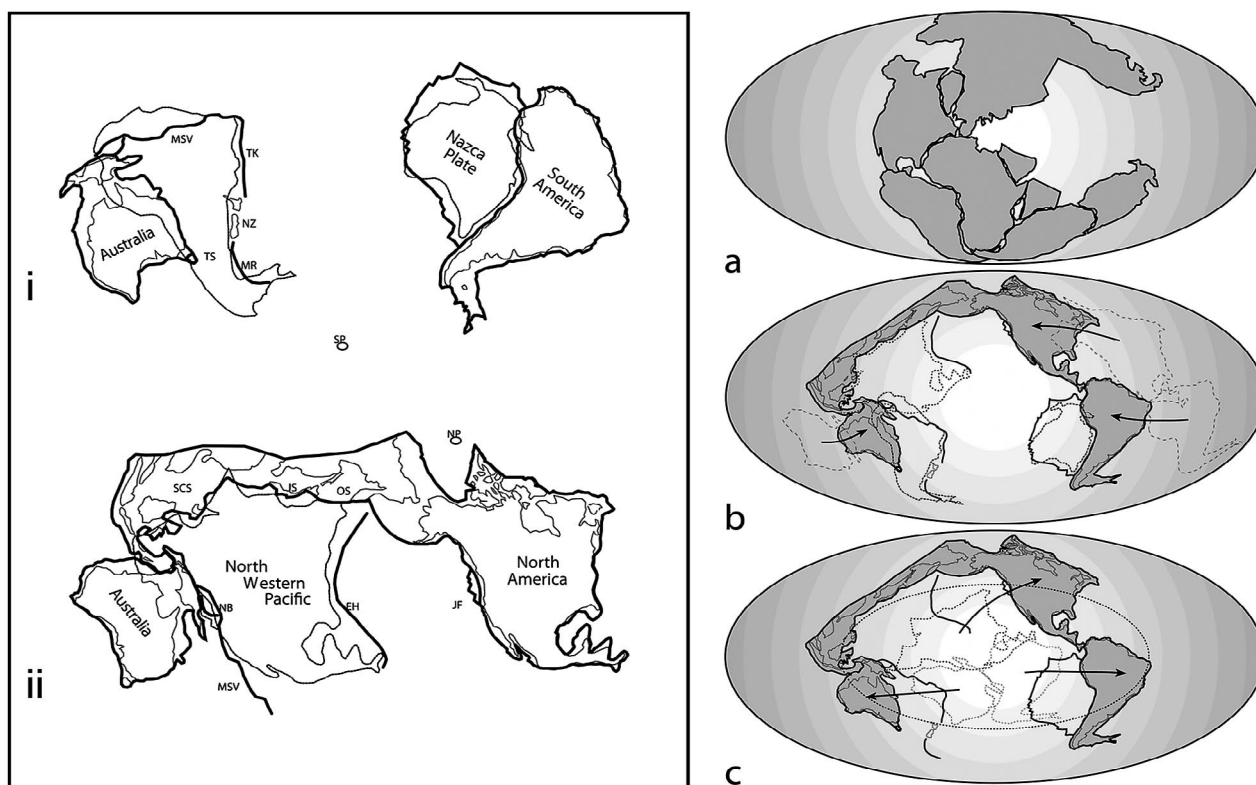 MSV
TK
Australia
TS
NZ
MR
Nazca
Plate
South
America
i
SP
NP
SCS
IS
OS
North
Western
Pacific
North
America
Australia
NB
EH
JF
MSV
ii
a
b
c